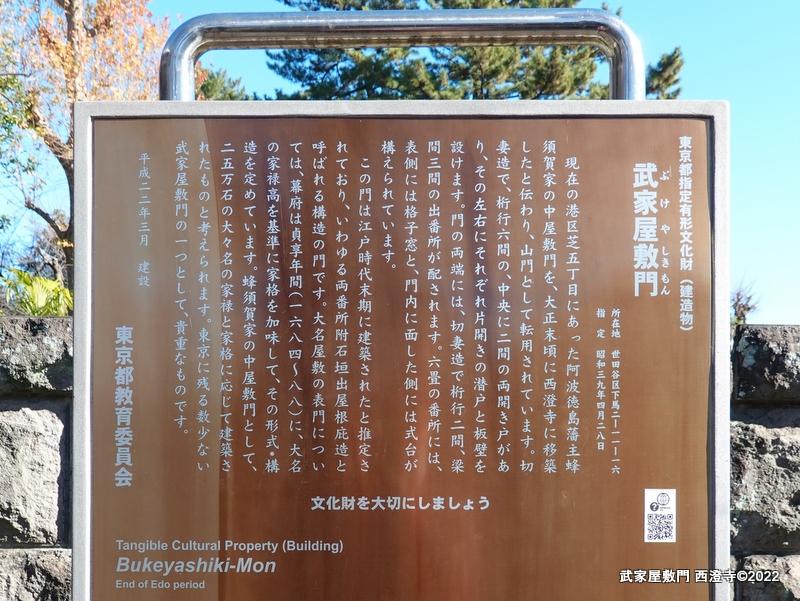 東京都指定有形文化財（建造物）
武家屋敷門
ぶけやしきもん
所在地 世田谷区下馬二―一一―六
指 定 昭和三九年四月二八日
現在の港区芝五丁目にあった阿波徳島藩主蜂
須賀家の中屋敷門を、大正末頃に西澄寺に移築
したと伝わり、山門として転用されています。切
妻造で、桁行六間の、中央に二間の両開き戸があ
り、その左右にそれぞれ片開きの潜戸と板壁を
設けます。門の両端には、切妻造で桁行二間、梁
間三間の出番所が配されます。六畳の番所には、
表側には格子窓と、門内に面した側には式台が
構えられています。
この門は江戸時代末期に建築されたと推定さ
れており、いわゆる両番所附石垣出屋根庇造と
呼ばれる構造の門です。大名屋敷の表門につい
ては、幕府は貞享年間（一六八四〜八八）に、大名
の家禄高を基準に家格を加味して、その形式・構
造を定めています。蜂須賀家の中屋敷門として、
二五万石の大々名の家禄と家格に応じて建築さ
れたものと考えられます。東京に残る数少ない
武家屋敷門の一つとして、貴重なものです。
平成二二年三月 建設
東京都教育委員会
文化財を大切にしましょう
Tangible Cultural Property (Building)
Bukeyashiki-Mon
End of Edo period
武家屋敷門 西澄寺©2022